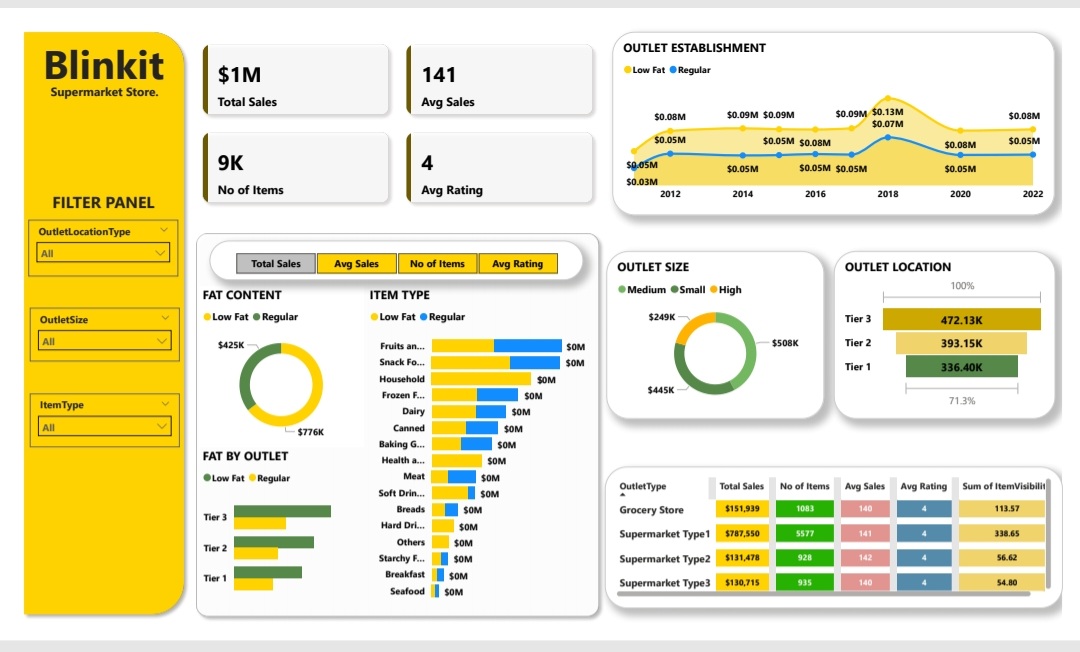 Blinkit
Supermarket Store.
FILTER PANEL
OutletLocationType
All
OutletSize
All
ItemType
All
$1M
Total Sales
141
Avg Sales
9K
No of Items
4
Avg Rating
OUTLET ESTABLISHMENT
Low Fat Regular
$0.05M
$0.03M
$0.08M
$0.05M
$0.09M $0.09M
$0.05M
$0.05M $0.08M
$0.05M $0.05M
$0.09M $0.13M
$0.07M
$0.08M
$0.05M
$0.08M
$0.05M
2012 2014 2016 2018 2020 2022
Total Sales Avg Sales No of Items Avg Rating
FAT CONTENT
Low Fat Regular
$425K
$776K
FAT BY OUTLET
Low Fat Regular
Tier 3
Tier 2
Tier 1
ITEM TYPE
Low Fat Regular
Fruits an... $0M
Snack Fo... $0M
Household $0M
Frozen F... $0M
Dairy $0M
Canned $0M
Baking G... $0M
Health a... $0M
Meat $0M
Soft Drin... $0M
Breads $0M
Hard Dri... $0M
Others $0M
Starchy F... $0M
Breakfast $0M
Seafood $0M
OUTLET SIZE
Medium Small High
$249K
$508K
$445K
OUTLET LOCATION
100%
Tier 3 472.13K
Tier 2 393.15K
Tier 1 336.40K
71.3%
OutletType Total Sales No of Items Avg Sales Avg Rating Sum of ItemVisibilit
Grocery Store $151,939 1083 140 4 113.57
Supermarket Type1 $787,550 5577 141 4 338.65
Supermarket Type2 $131,478 928 142 4 56.62
Supermarket Type3 $130,715 935 140 4 54.80